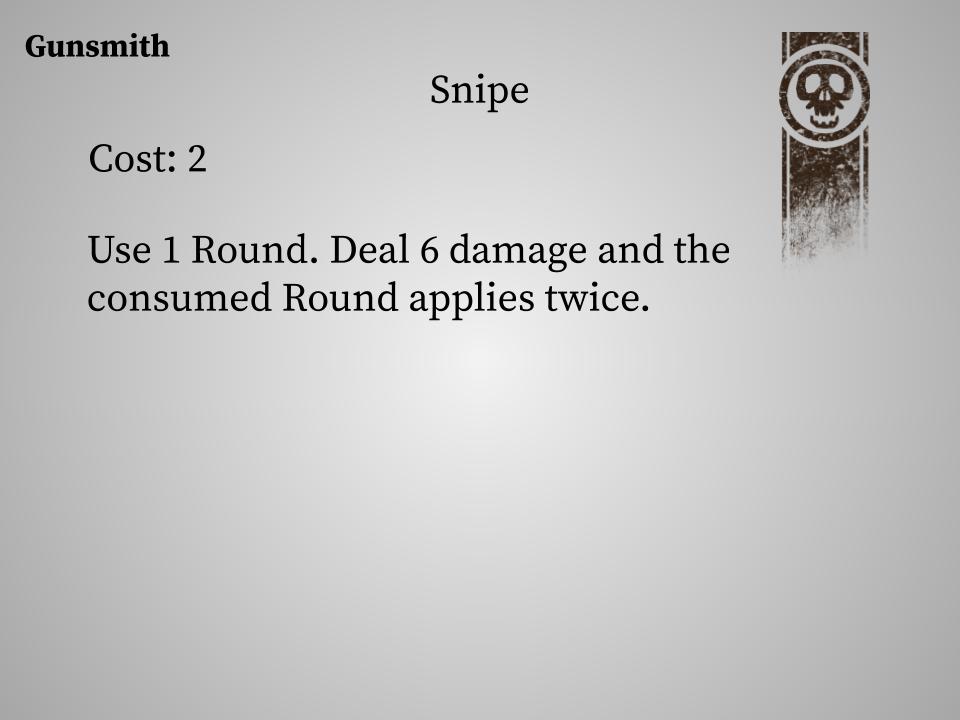 Gunsmith
Snipe
Cost: 2
Use 1 Round. Deal 6 damage and the
consumed Round applies twice.